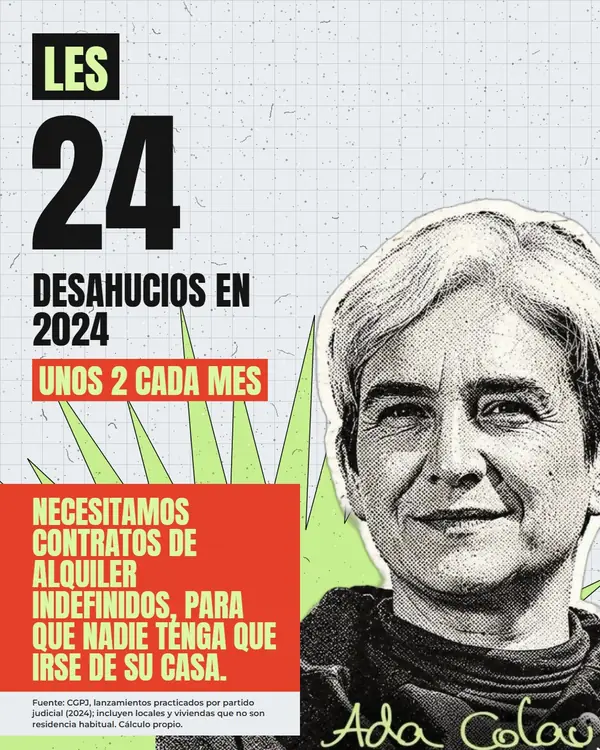 LES
24
DESAHUCIOS EN
2024
UNOS 2 CADA MES
NECESITAMOS
CONTRATOS DE
ALQUILER
INDEFINIDOS, PARA
QUE NADIE TENGA QUE
IRSE DE SU CASA.
Fuente: CGPJ, lanzamientos practicados por partido
judicial (2024); incluyen locales y viviendas que no son
residencia habitual. Cálculo propio.
Ada Colau